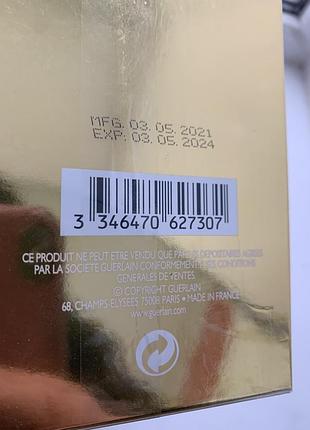 MFG. 03. 05. 2021
EXP: 03. 05. 2024
3 346470 627307
CE PRODUIT NE PEUT ETRE VENDU QUE PAR LES DEPOSITAIRES AGREES
PAR LA SOCIETE GUERLAIN CONFORMEMENT A SES CONDITIONS
GENERALES DE VENTES.
© COPYRIGHT GUERLAIN
68, CHAMPS-ELYSEES 75008 PARIS • MADE IN FRANCE
www.guerlain.com